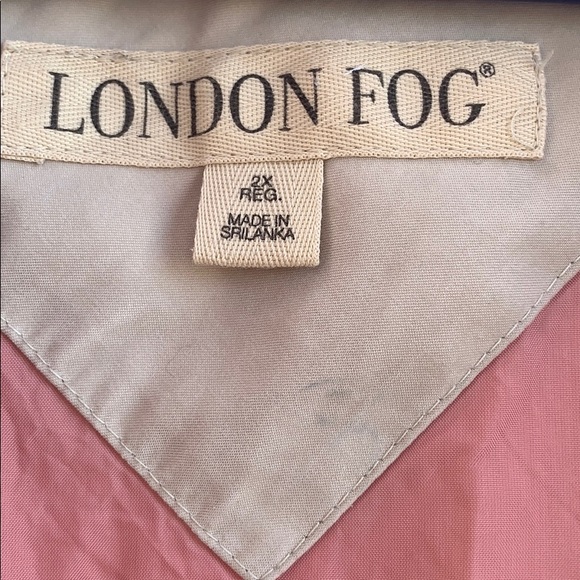 LONDON FOG®
2X
REG.
MADE IN
SRILANKA